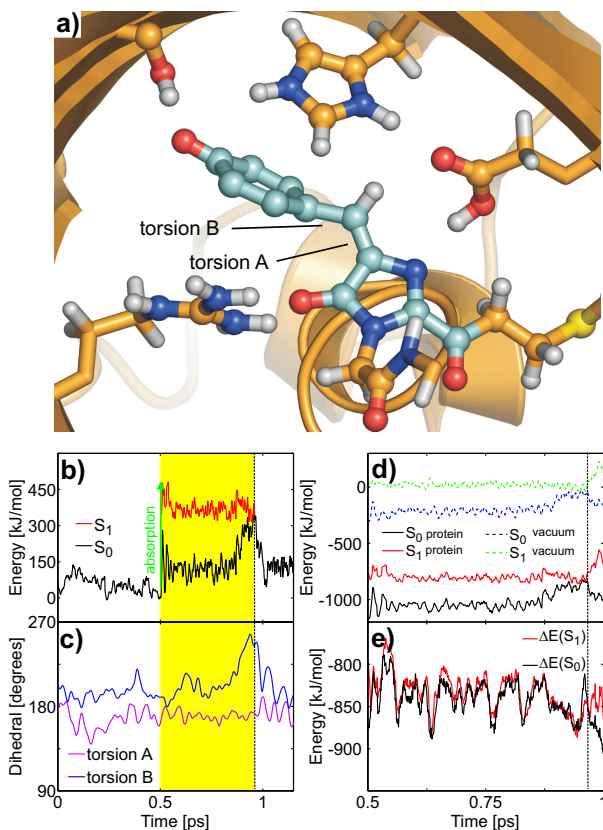 a)
torsion B
torsion A
b)
Energy [kJ/mol]
450
300
150
0
S1
S0
absorption
c)
Dihedral [degrees]
270
180
90
torsion A
torsion B
0 0.5 1
Time [ps]
d)
Energy [kJ/mol]
0
-500
-1000
S0 protein S0 vacuum
S1 protein S1 vacuum
e)
Energy [kJ/mol]
-800
-850
-900
ΔE(S1)
ΔE(S0)
0.5 0.75 1
Time [ps]